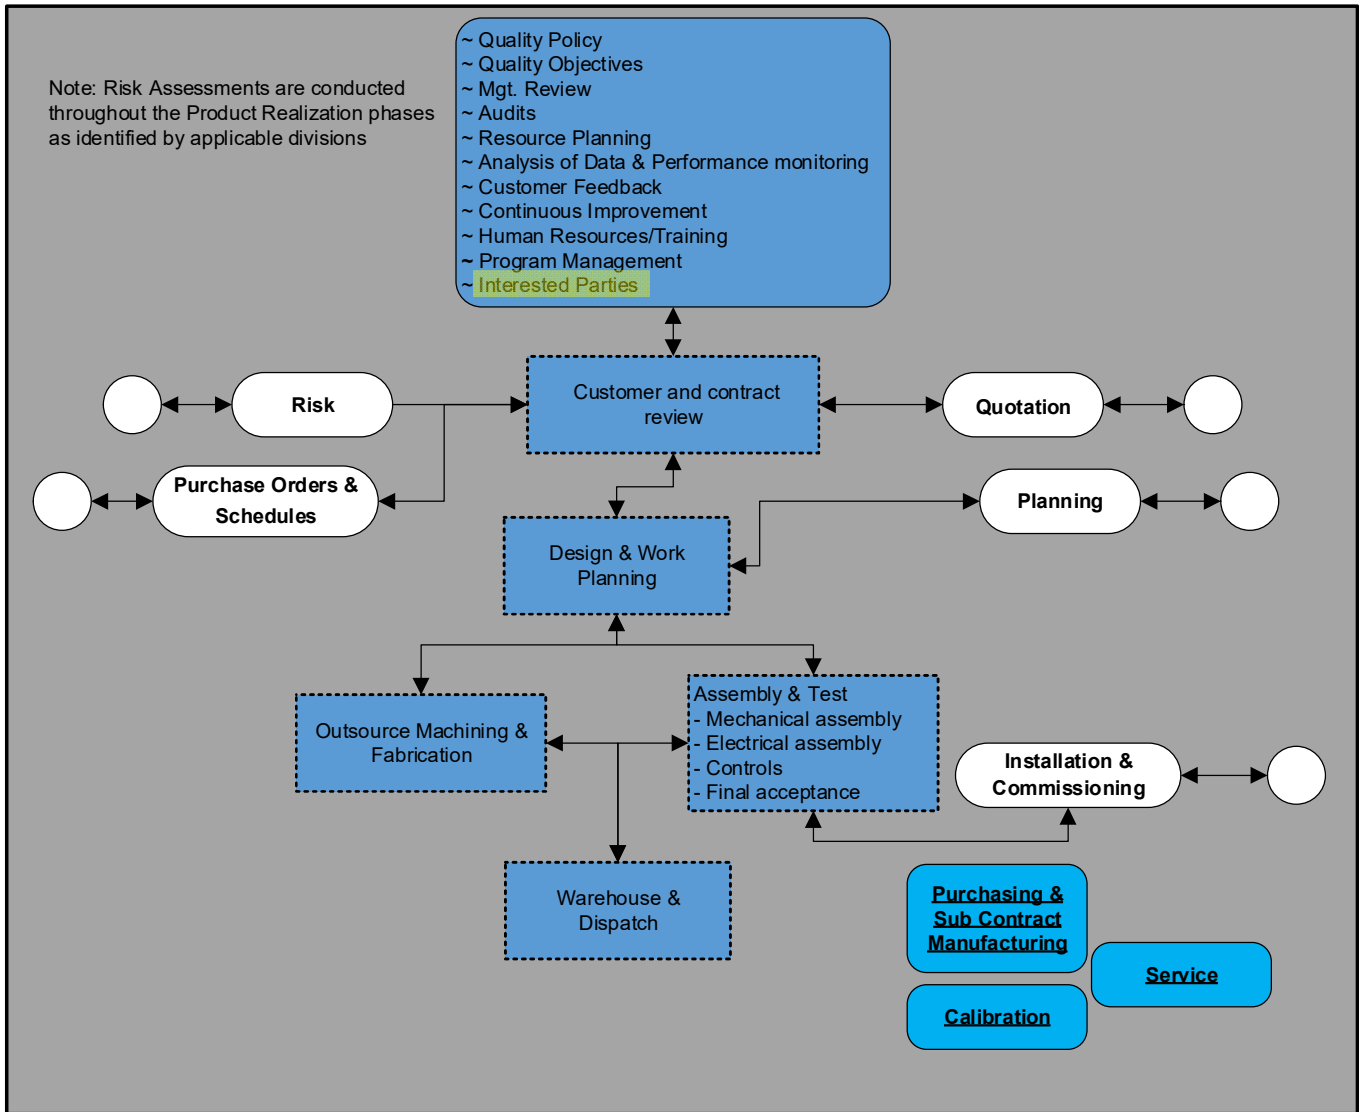 Note: Risk Assessments are conducted
throughout the Product Realization phases
as identified by applicable divisions
~ Quality Policy
~ Quality Objectives
~ Mgt. Review
~ Audits
~ Resource Planning
~ Analysis of Data & Performance monitoring
~ Customer Feedback
~ Continuous Improvement
~ Human Resources/Training
~ Program Management
~ Interested Parties
Risk
Customer and contract
review
Quotation
Purchase Orders &
Schedules
Planning
Design & Work
Planning
Outsource Machining &
Fabrication
Assembly & Test
- Mechanical assembly
- Electrical assembly
- Controls
- Final acceptance
Installation &
Commissioning
Warehouse &
Dispatch
Purchasing &
Sub Contract
Manufacturing
Service
Calibration